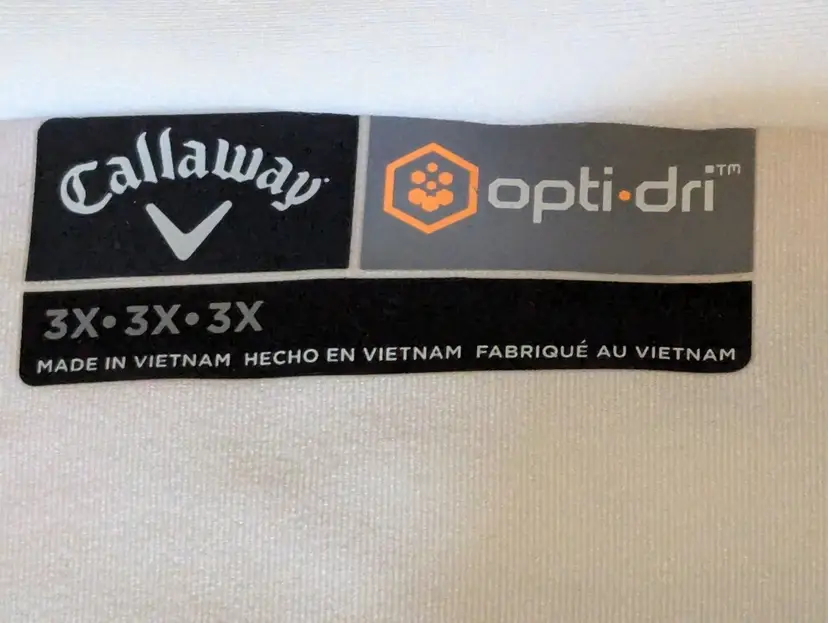 Callaway
opti·dri™
3X•3X•3X
MADE IN VIETNAM HECHO EN VIETNAM FABRIQUÉ AU VIETNAM